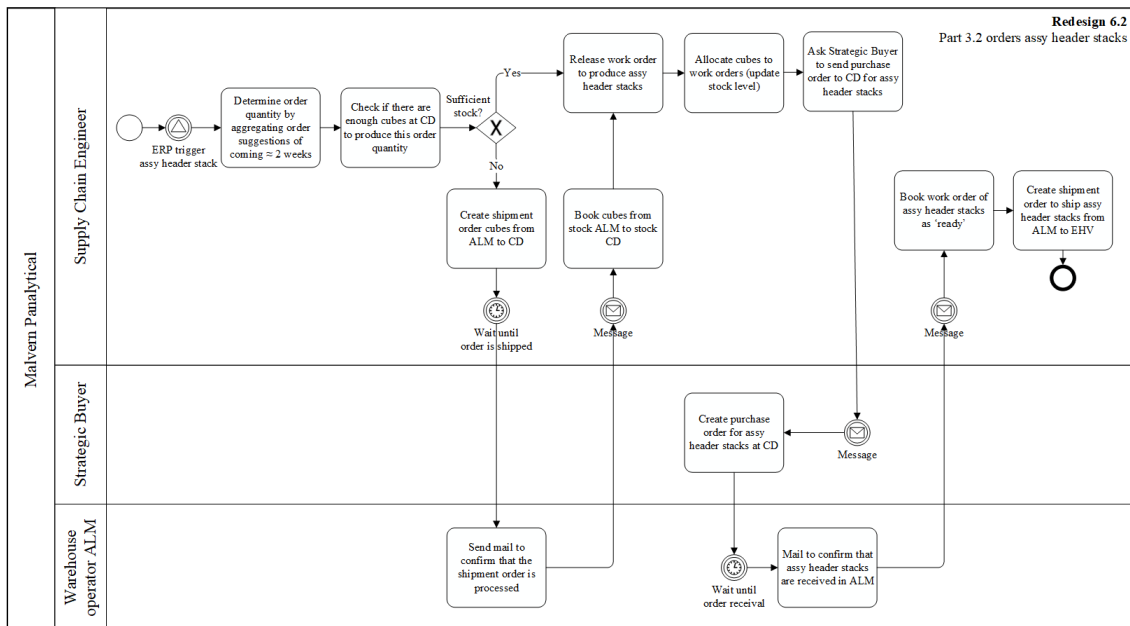 Redesign 6.2
Part 3.2 orders assy header stacks
Malvern Panalytical
Supply Chain Engineer
ERP trigger
assy header stack
Determine order
quantity by
aggregating order
suggestions of
coming ≈ 2 weeks
Check if there are
enough cubes at CD
to produce this order
quantity
Sufficient
stock?
X
Yes
No
Release work order
to produce assy
header stacks
Allocate cubes to
work orders (update
stock level)
Ask Strategic Buyer
to send purchase
order to CD for assy
header stacks
Create shipment
order cubes from
ALM to CD
Book cubes from
stock ALM to stock
CD
Book work order of
assy header stacks
as ‘ready’
Create shipment
order to ship assy
header stacks from
ALM to EHV
Wait until
order is shipped
Message
Message
Strategic Buyer
Create purchase
order for assy
header stacks at CD
Message
Warehouse
operator ALM
Send mail to
confirm that the
shipment order is
processed
Wait until
order receival
Mail to confirm that
assy header stacks
are received in ALM